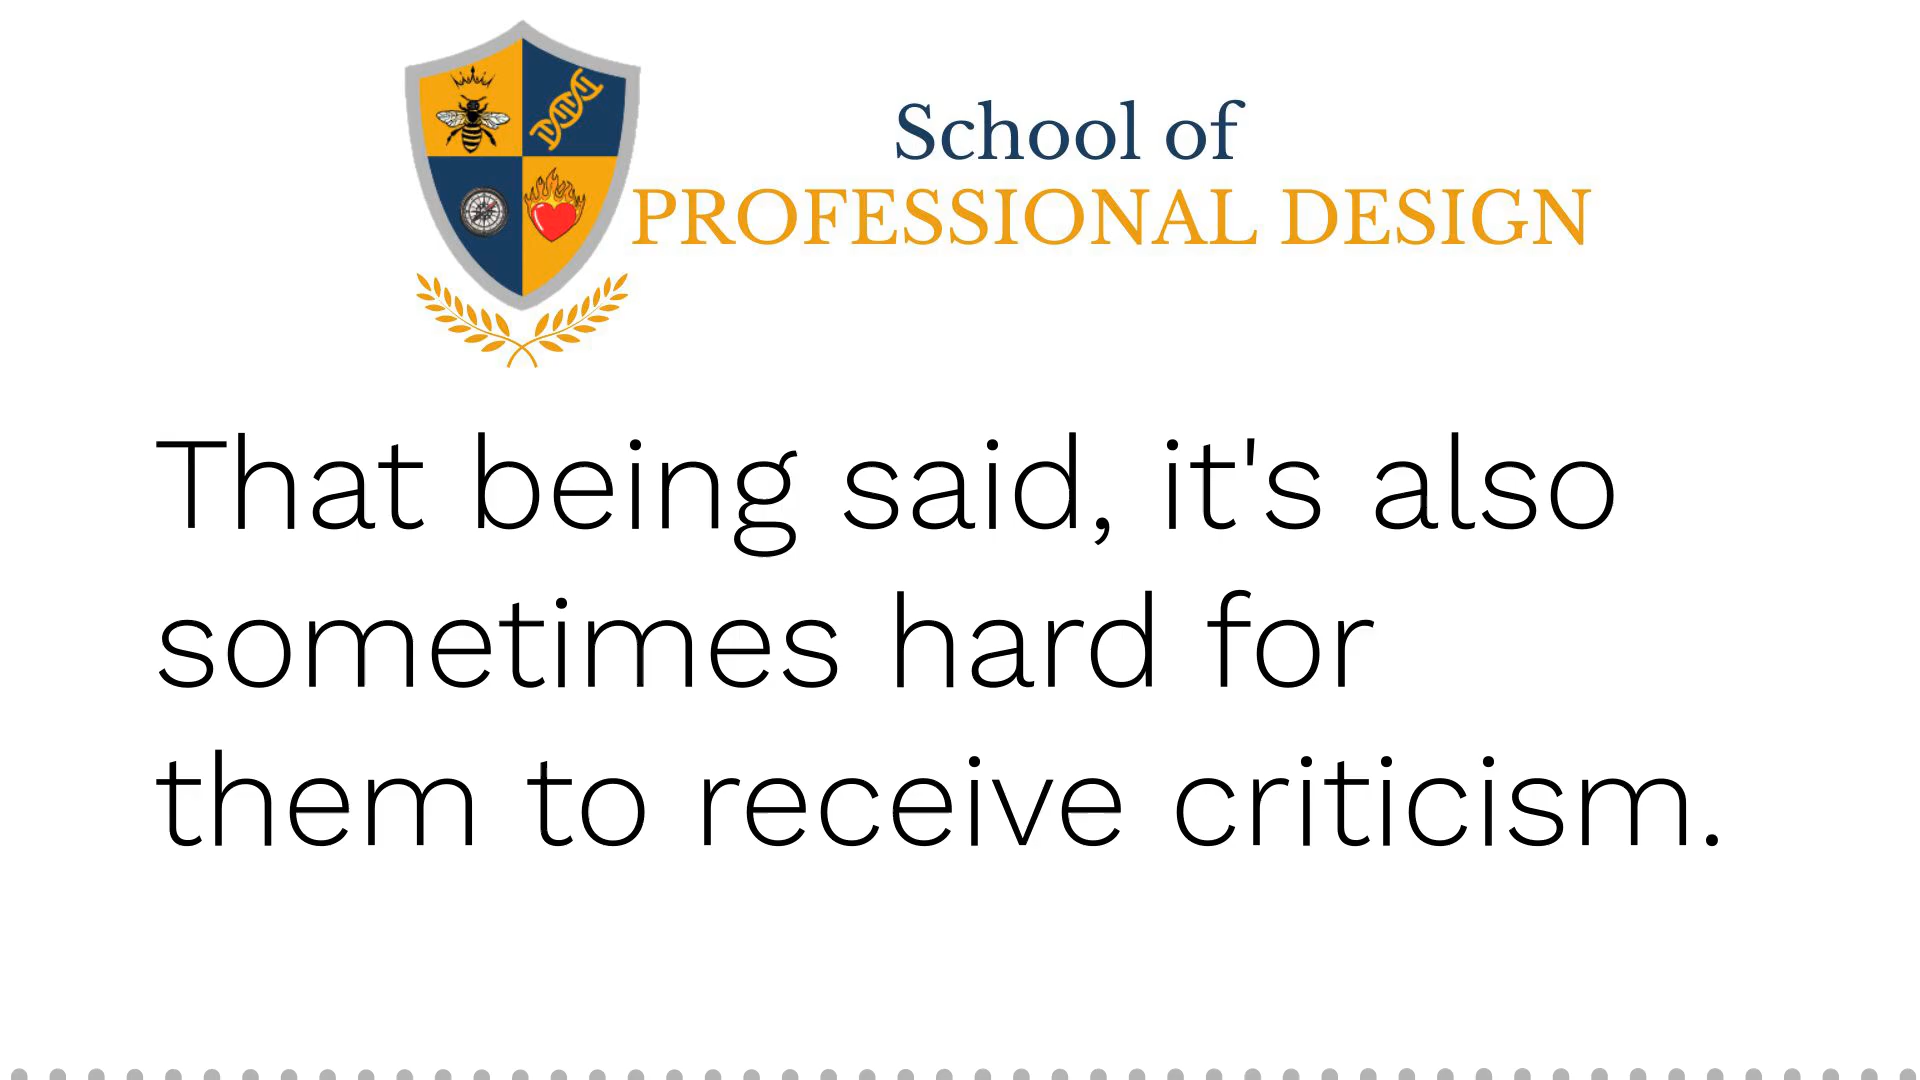 School of
PROFESSIONAL DESIGN
That being said, it's also
sometimes hard for
them to receive criticism.